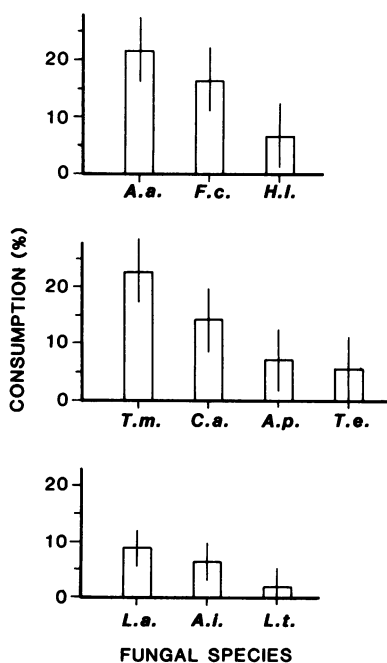 20
10
0
A.a. F.c. H.l.
CONSUMPTION (%)
20
10
0
T.m. C.a. A.p. T.e.
20
10
0
L.a. A.i. L.t.
FUNGAL SPECIES